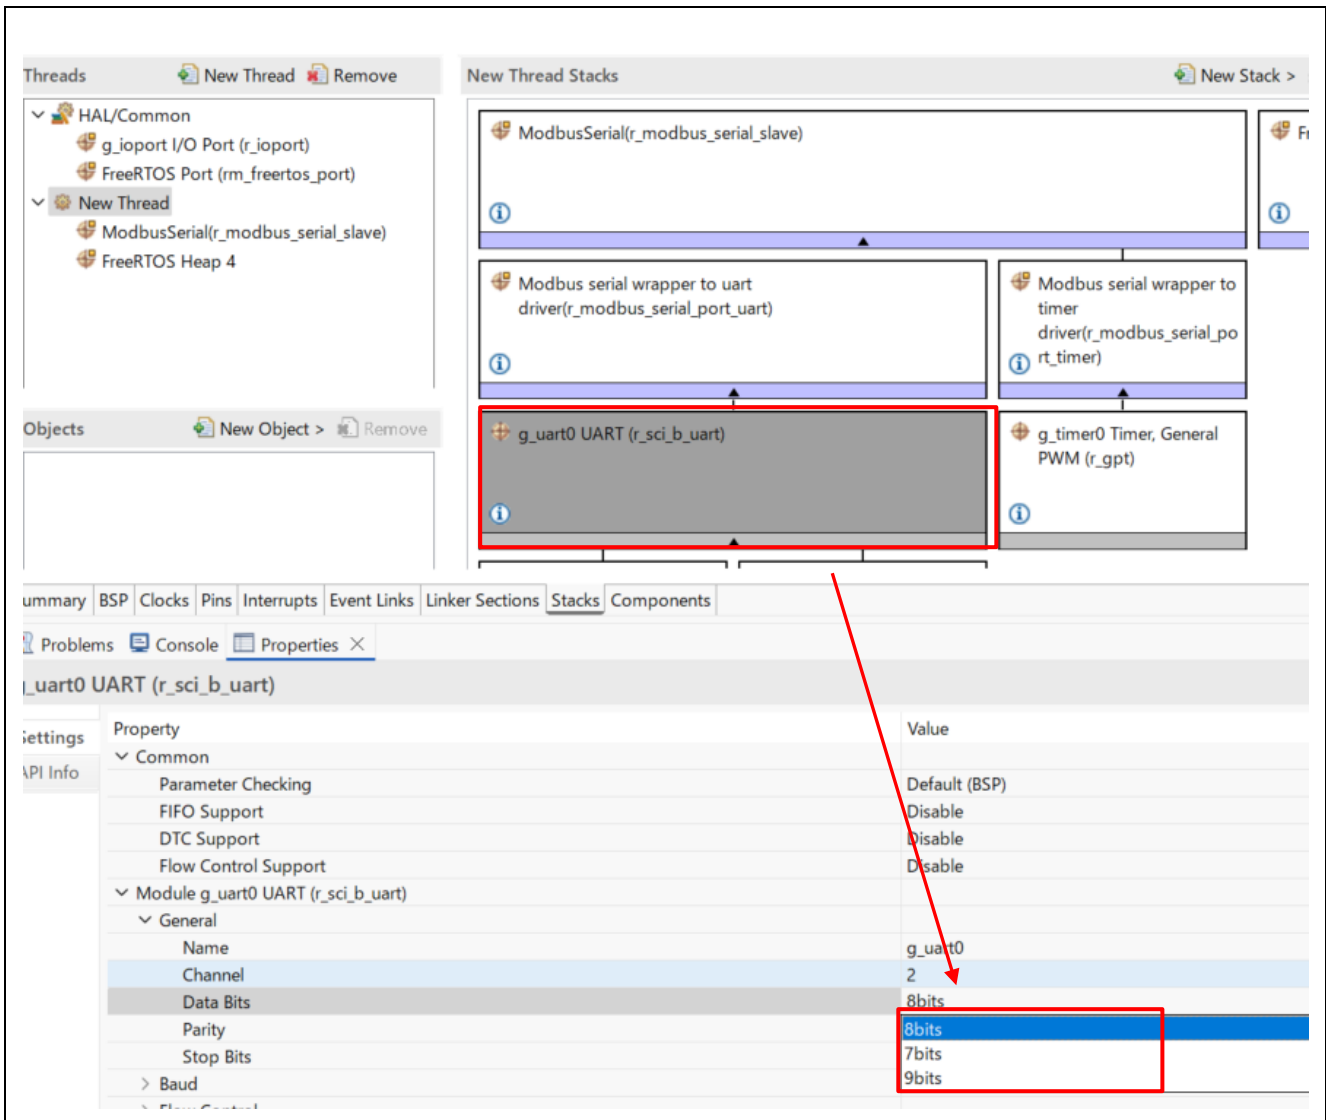 Threads New Thread Remove
HAL/Common
g_ioport I/O Port (r_ioport)
FreeRTOS Port (rm_freertos_port)
New Thread
ModbusSerial(r_modbus_serial_slave)
FreeRTOS Heap 4
Objects New Object > Remove
New Thread Stacks New Stack >
ModbusSerial(r_modbus_serial_slave)
Modbus serial wrapper to uart
driver(r_modbus_serial_port_uart)
Modbus serial wrapper to
timer
driver(r_modbus_serial_po
rt_timer)
g_uart0 UART (r_sci_b_uart)
g_timer0 Timer, General
PWM (r_gpt)
ummary BSP Clocks Pins Interrupts Event Links Linker Sections Stacks Components
Problems Console Properties
_uart0 UART (r_sci_b_uart)
Settings
API Info
Property Value
Common
Parameter Checking Default (BSP)
FIFO Support Disable
DTC Support Disable
Flow Control Support Disable
Module g_uart0 UART (r_sci_b_uart)
General
Name g_uart0
Channel 2
Data Bits 8bits
Parity 8bits
Stop Bits 7bits
9bits
Baud